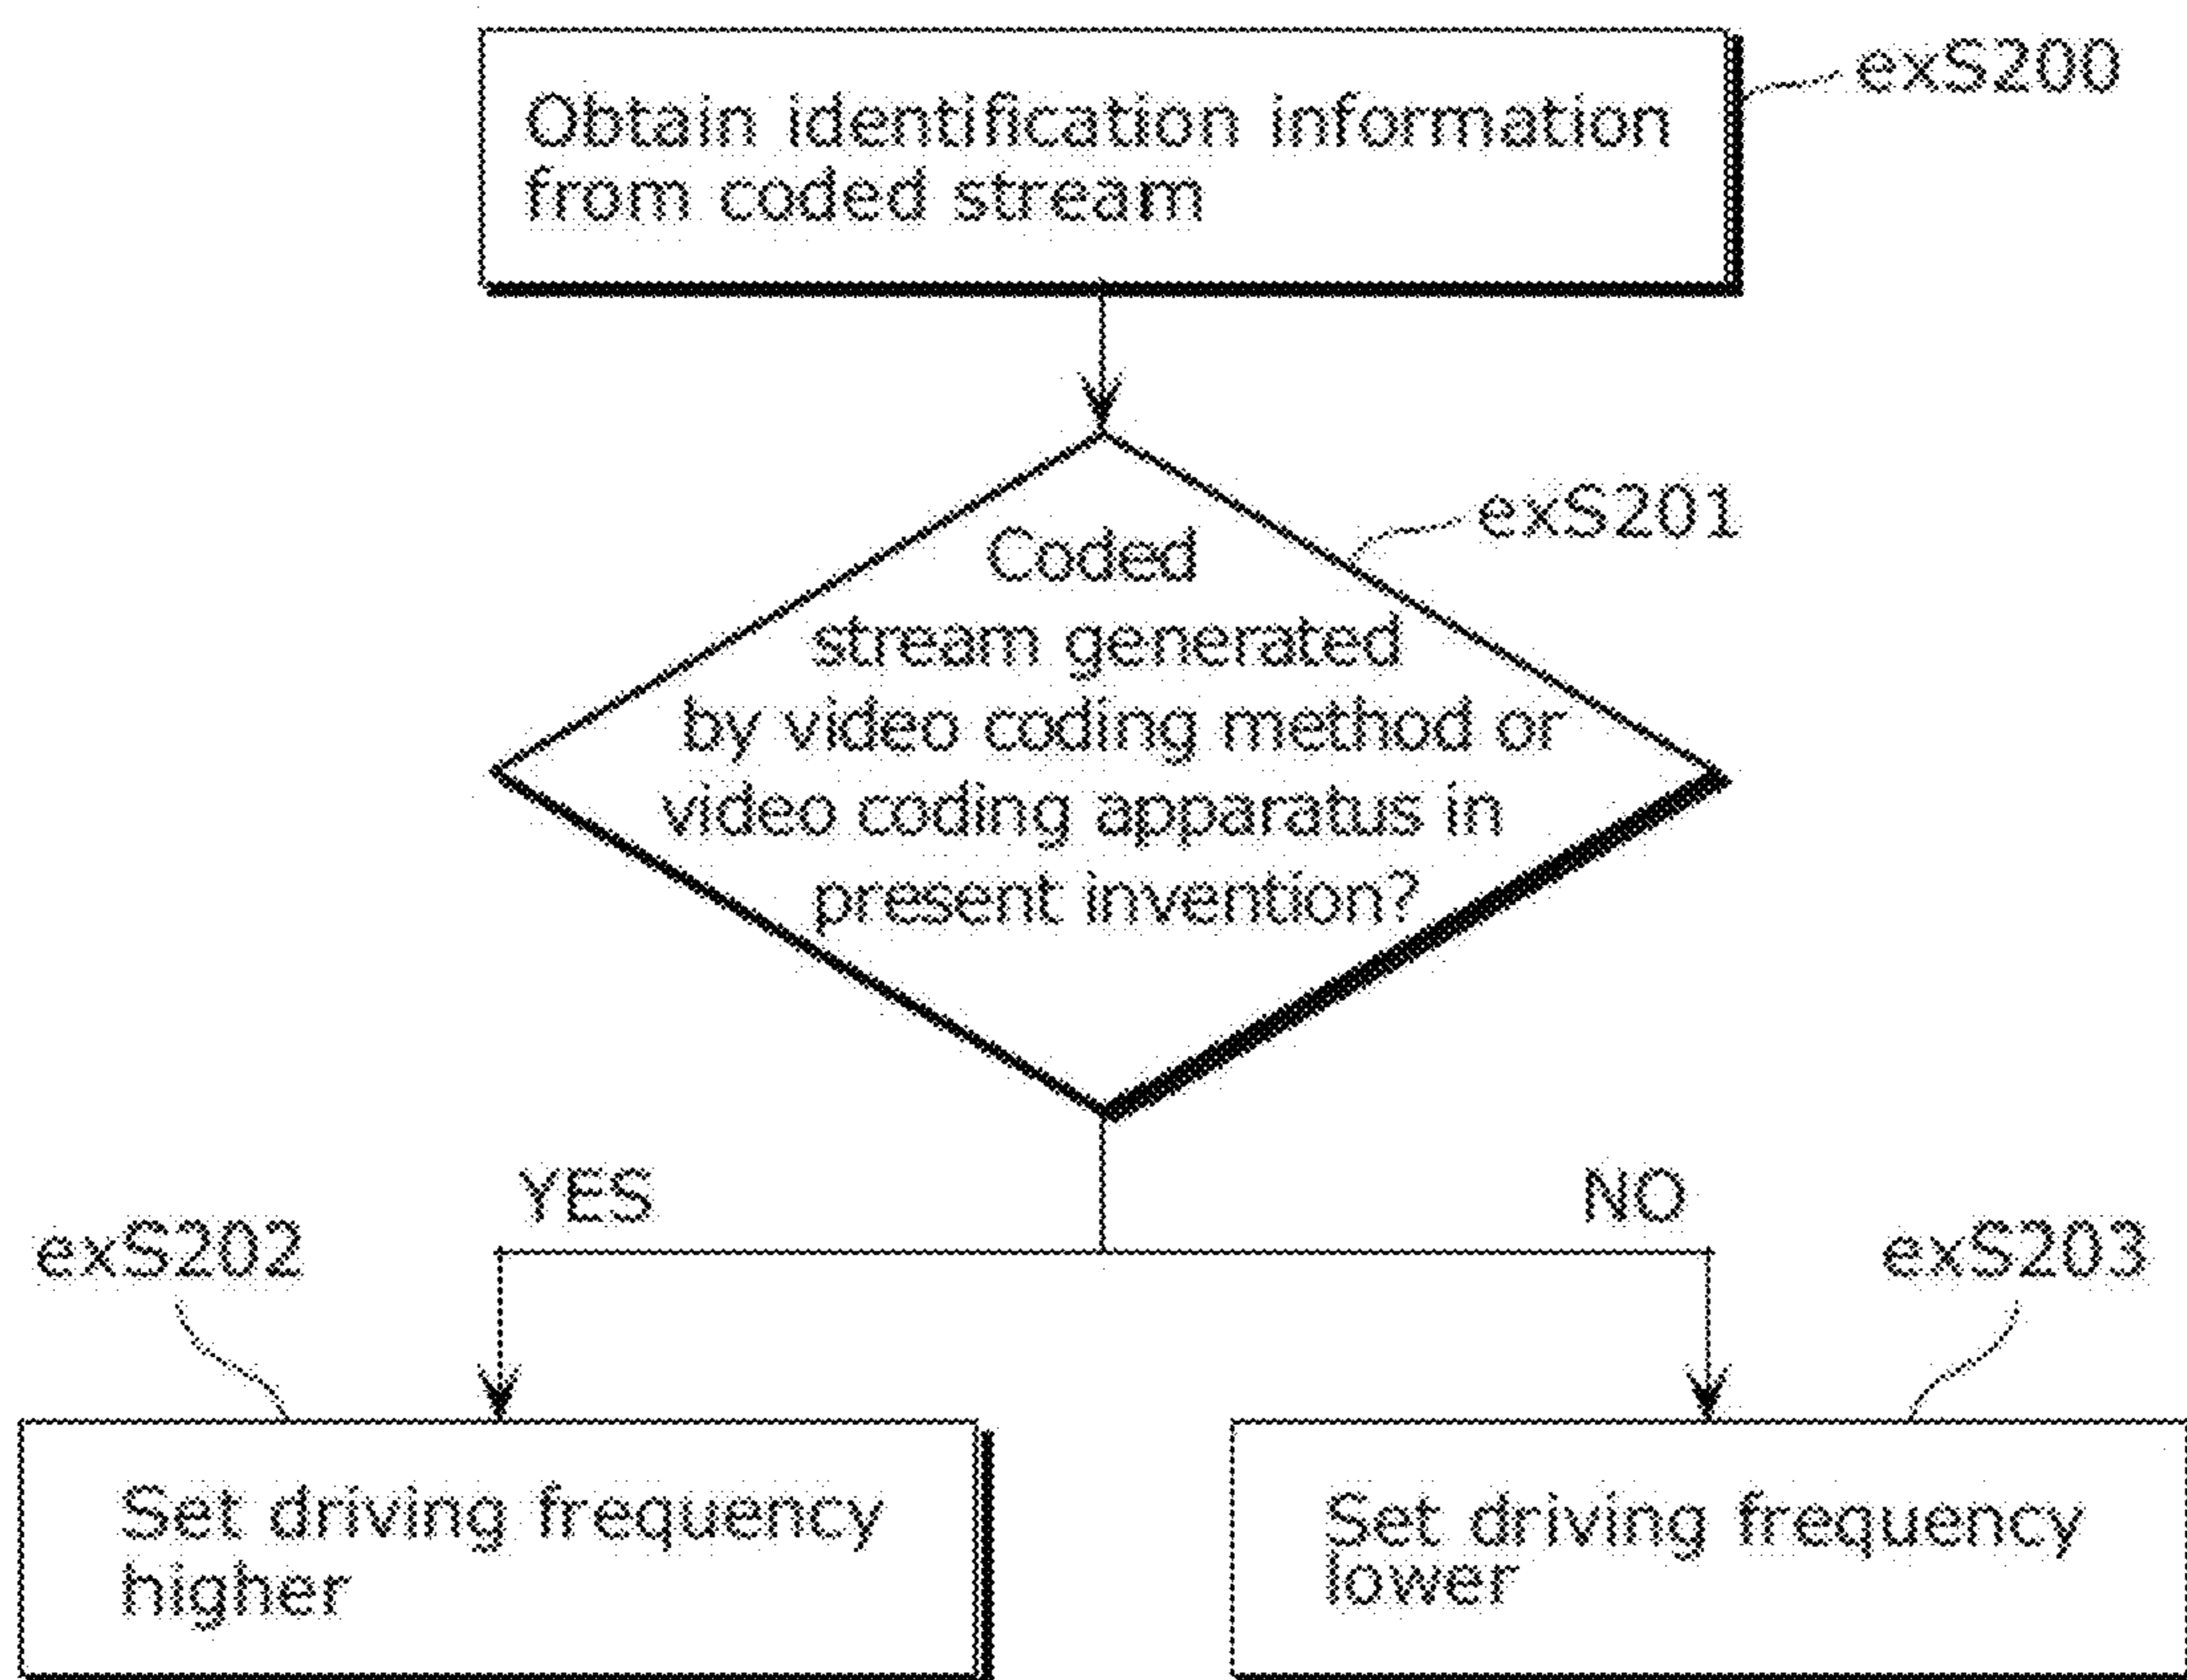 exS200
Obtain identification information
from coded stream
exS201
Coded
stream generated
by video coding method or
video coding apparatus in
present invention?
YES
NO
exS202
exS203
Set driving frequency
higher
Set driving frequency
lower